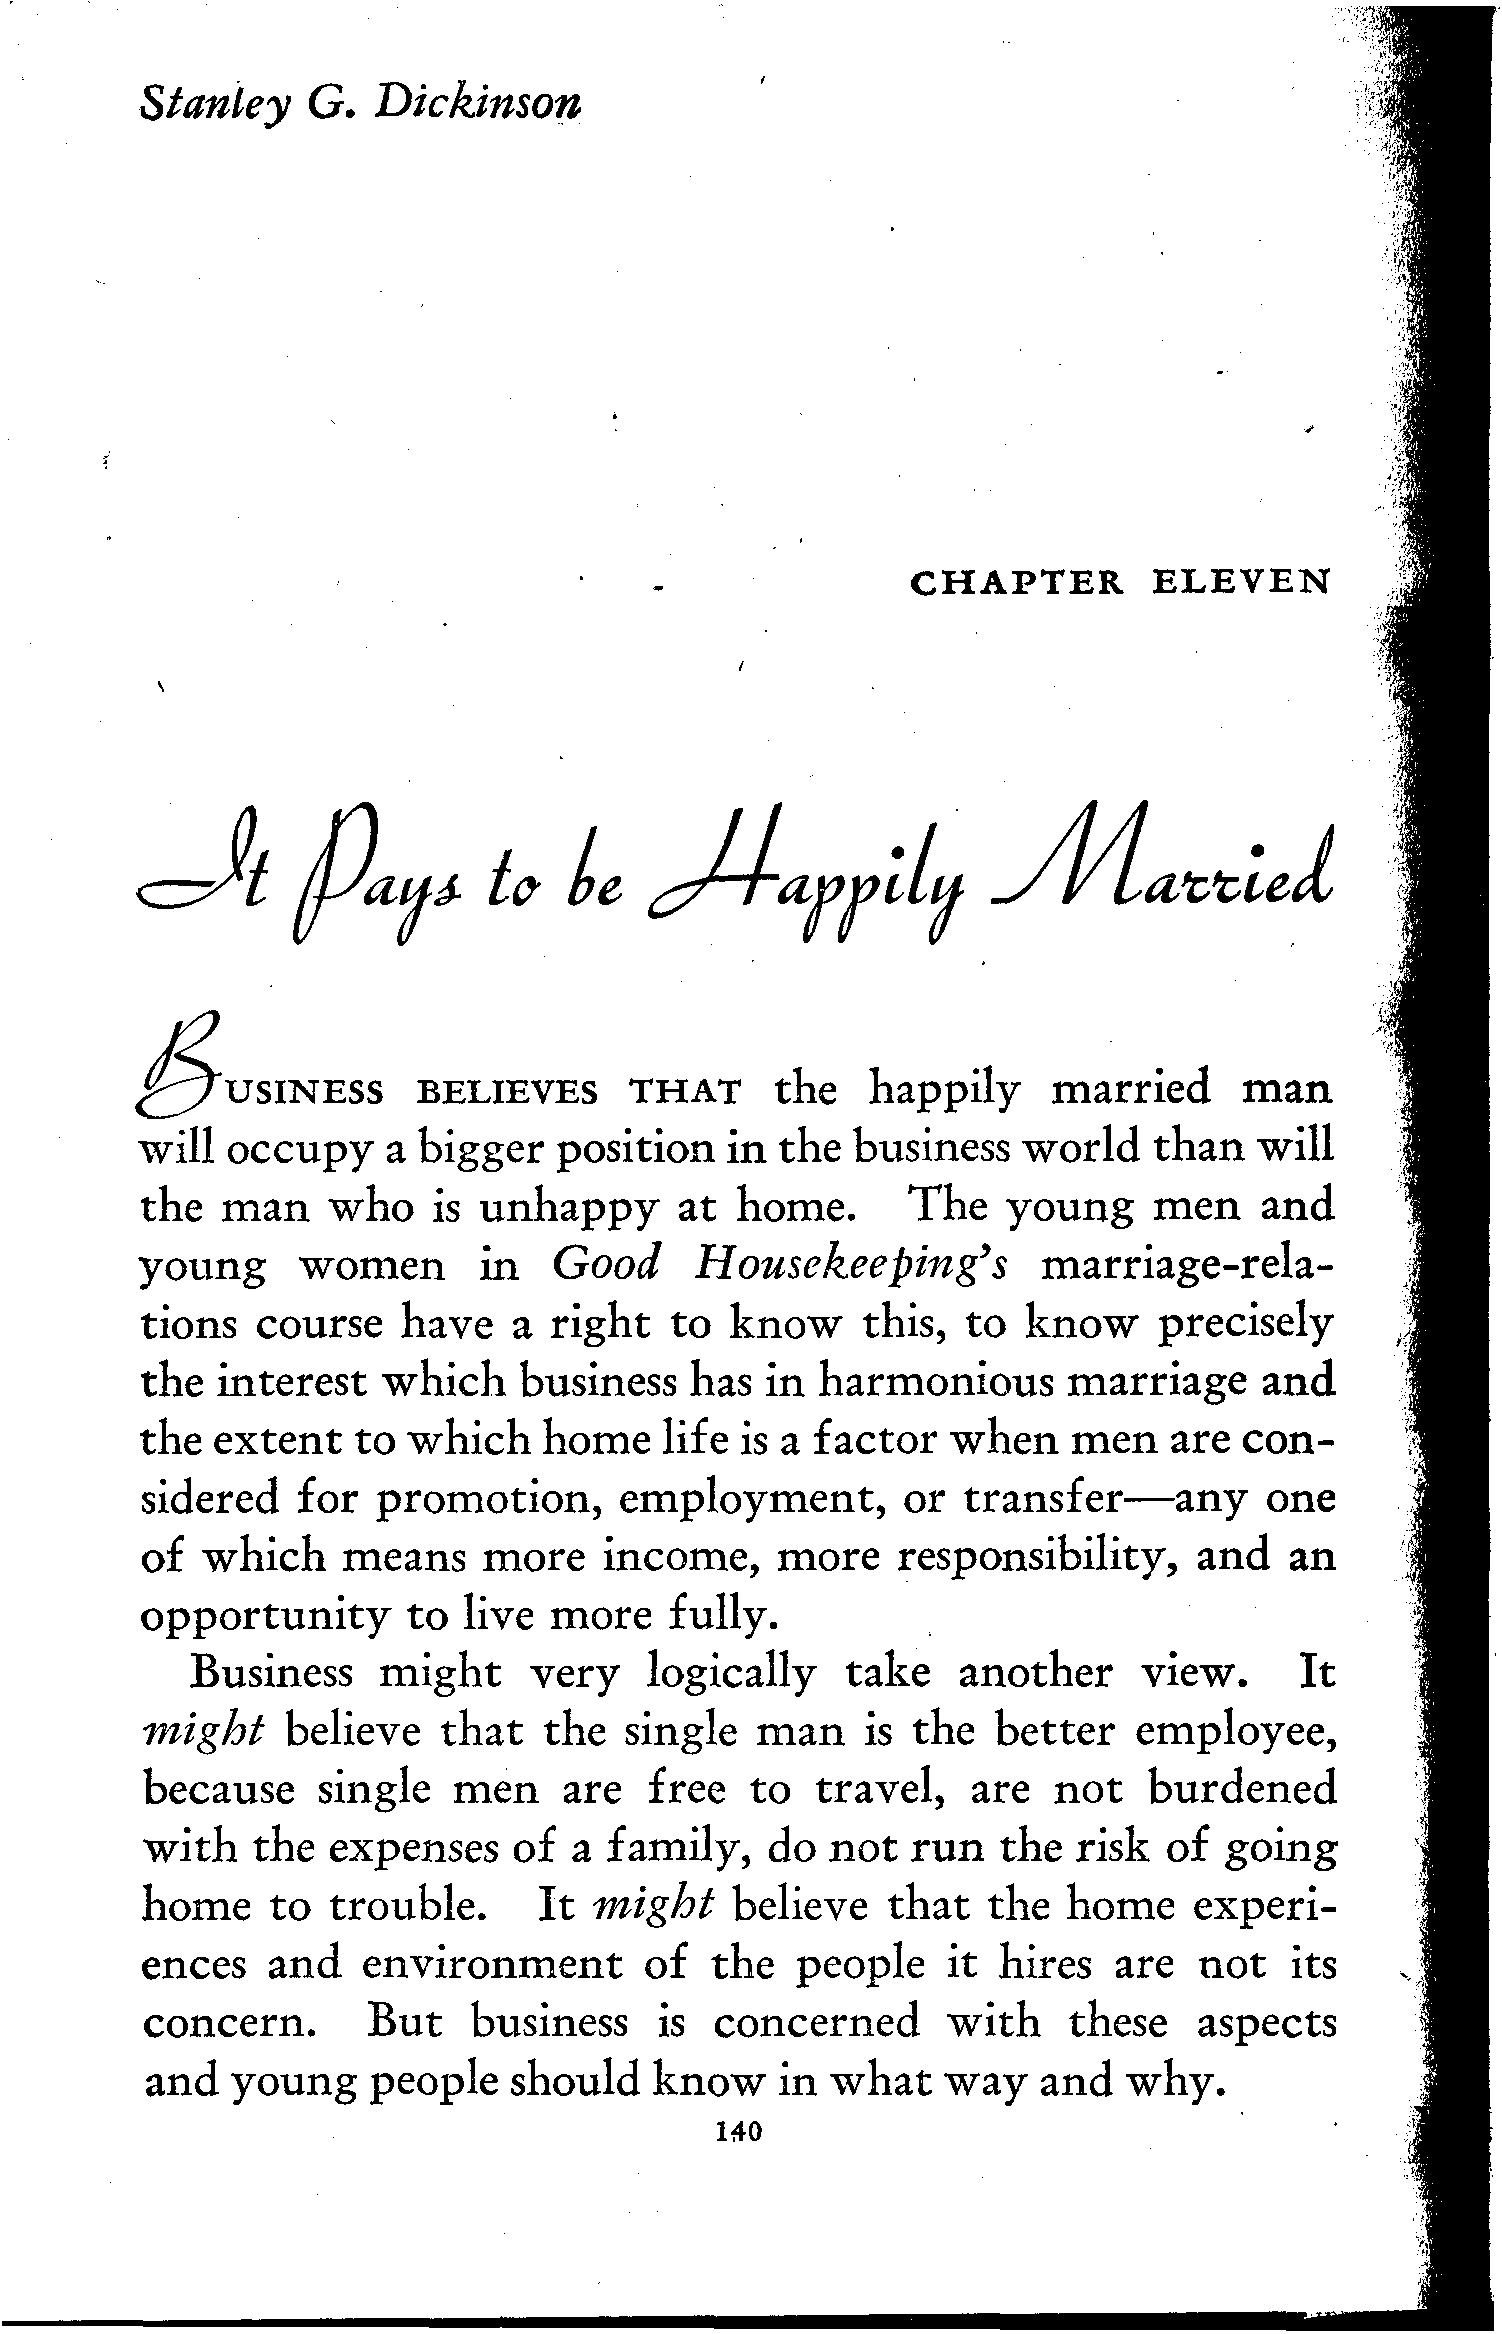 Stanley G. Dickinson
CHAPTER ELEVEN
It Pays to be Happily Married
BUSINESS BELIEVES THAT the happily married man
will occupy a bigger position in the business world than will
the man who is unhappy at home. The young men and
young women in Good Housekeeping's marriage-rela-
tions course have a right to know this, to know precisely
the interest which business has in harmonious marriage and
the extent to which home life is a factor when men are con-
sidered for promotion, employment, or transfer—any one
of which means more income, more responsibility, and an
opportunity to live more fully.
Business might very logically take another view. It
might believe that the single man is the better employee,
because single men are free to travel, are not burdened
with the expenses of a family, do not run the risk of going
home to trouble. It might believe that the home experi-
ences and environment of the people it hires are not its
concern. But business is concerned with these aspects
and young people should know in what way and why.
140